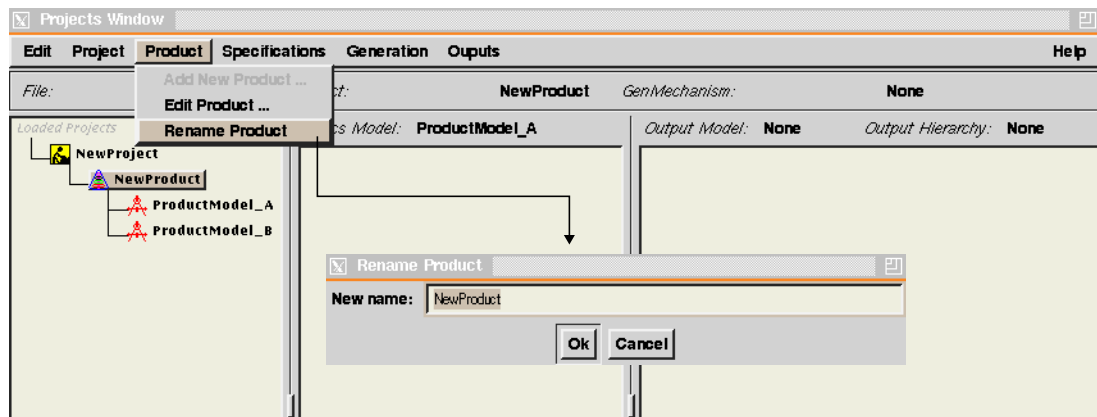 Projects Window
Edit Project Product Specifications Generation Ouputs Help
Add New Product ...
File: ct: NewProduct GenMechanism: None
Edit Product ...
Loaded Projects Rename Product cs Model: ProductModel_A Output Model: None Output Hierarchy: None
NewProject
NewProduct
ProductModel_A
ProductModel_B
Rename Product
New name: NewProduct
Ok Cancel